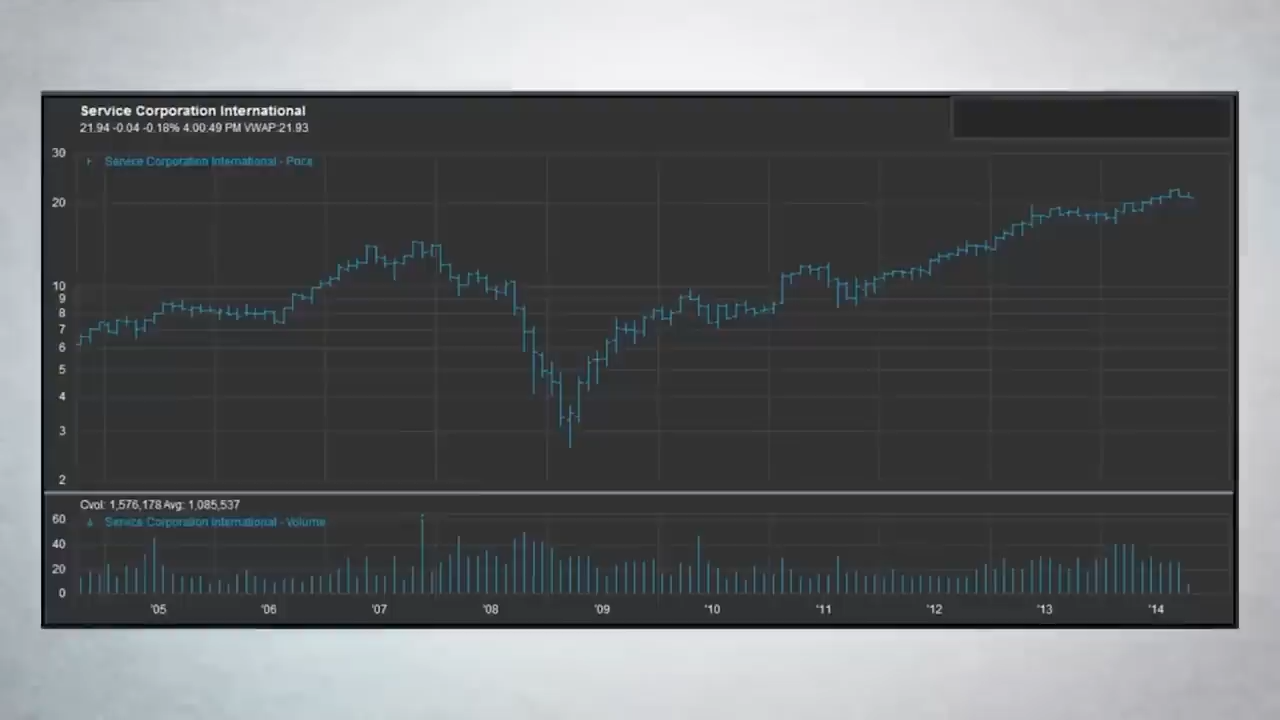 Service Corporation International
21.94 -0.04 -0.18% 4:00:49 PM VWAP:21.93
Service Corporation International - Price
30
20
10
9
8
7
6
5
4
3
2
Cvol: 1,576,178 Avg: 1,085,537
Service Corporation International - Volume
60
40
20
0
'05 '06 '07 '08 '09 '10 '11 '12 '13 '14